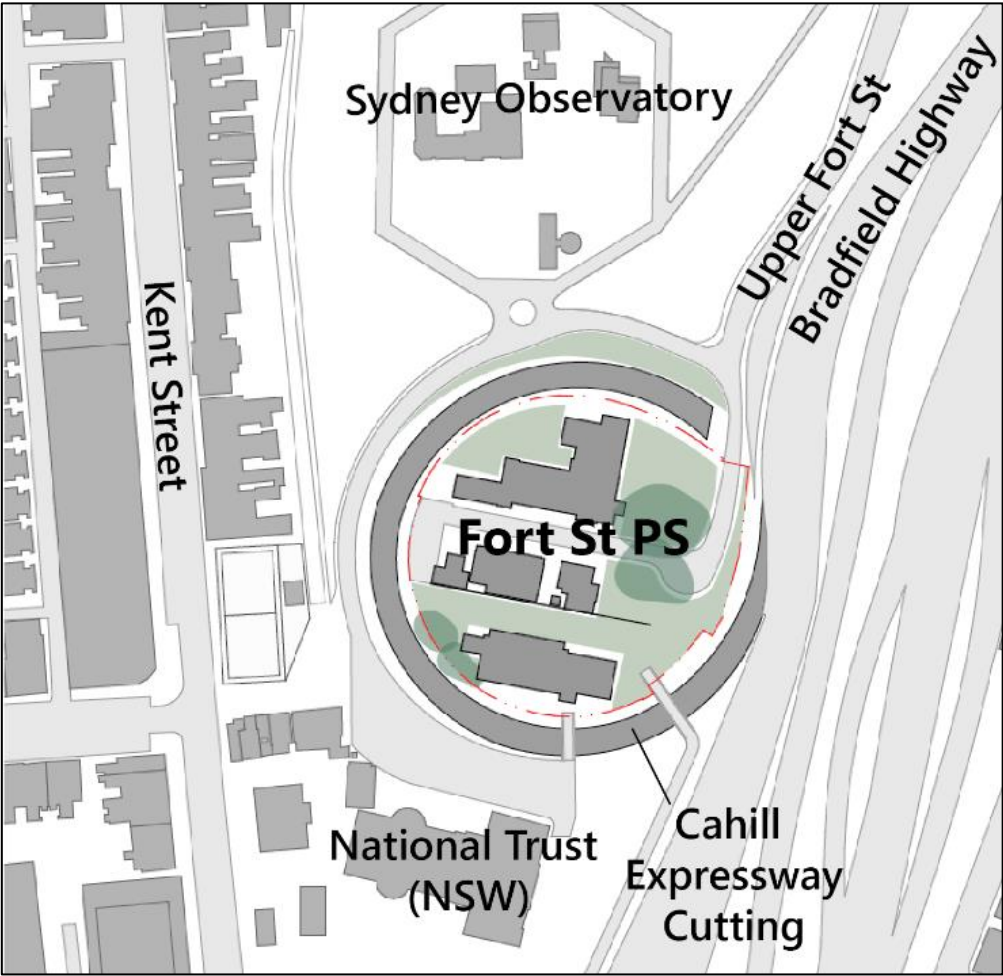 Sydney Observatory
Upper Fort St
Bradfield Highway
Kent Street
Fort St PS
National Trust
(NSW)
Cahill
Expressway
Cutting